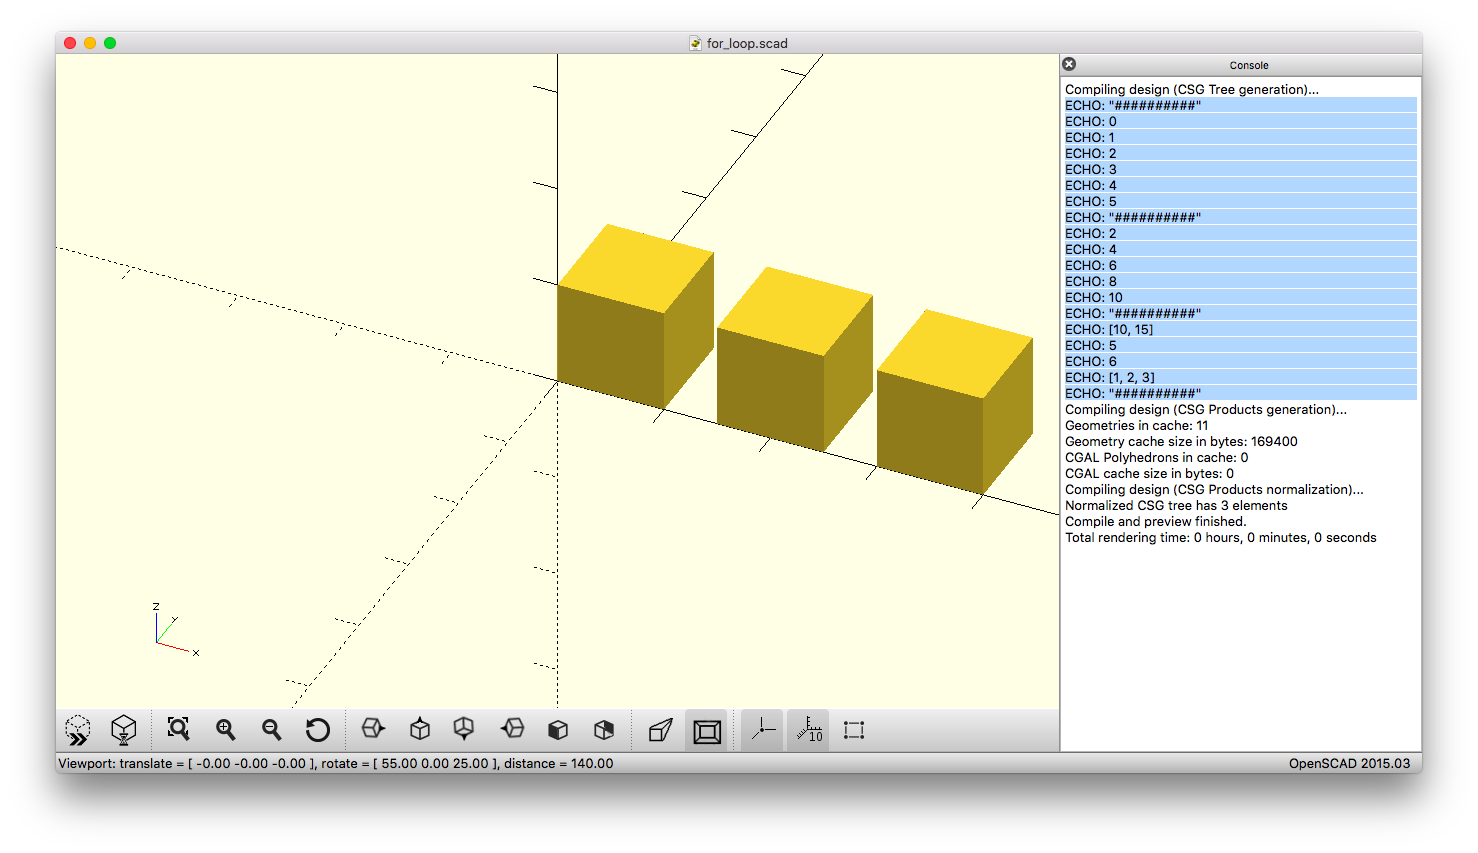 for_loop.scad
Console
Compiling design (CSG Tree generation)...
ECHO: "##########"
ECHO: 0
ECHO: 1
ECHO: 2
ECHO: 3
ECHO: 4
ECHO: 5
ECHO: "##########"
ECHO: 2
ECHO: 4
ECHO: 6
ECHO: 8
ECHO: 10
ECHO: "##########"
ECHO: [10, 15]
ECHO: 5
ECHO: 6
ECHO: [1, 2, 3]
ECHO: "##########"
Compiling design (CSG Products generation)...
Geometries in cache: 11
Geometry cache size in bytes: 169400
CGAL Polyhedrons in cache: 0
CGAL cache size in bytes: 0
Compiling design (CSG Products normalization)...
Normalized CSG tree has 3 elements
Compile and preview finished.
Total rendering time: 0 hours, 0 minutes, 0 seconds
Z
Y
X
10
Viewport: translate = [ -0.00 -0.00 -0.00 ], rotate = [ 55.00 0.00 25.00 ], distance = 140.00
OpenSCAD 2015.03